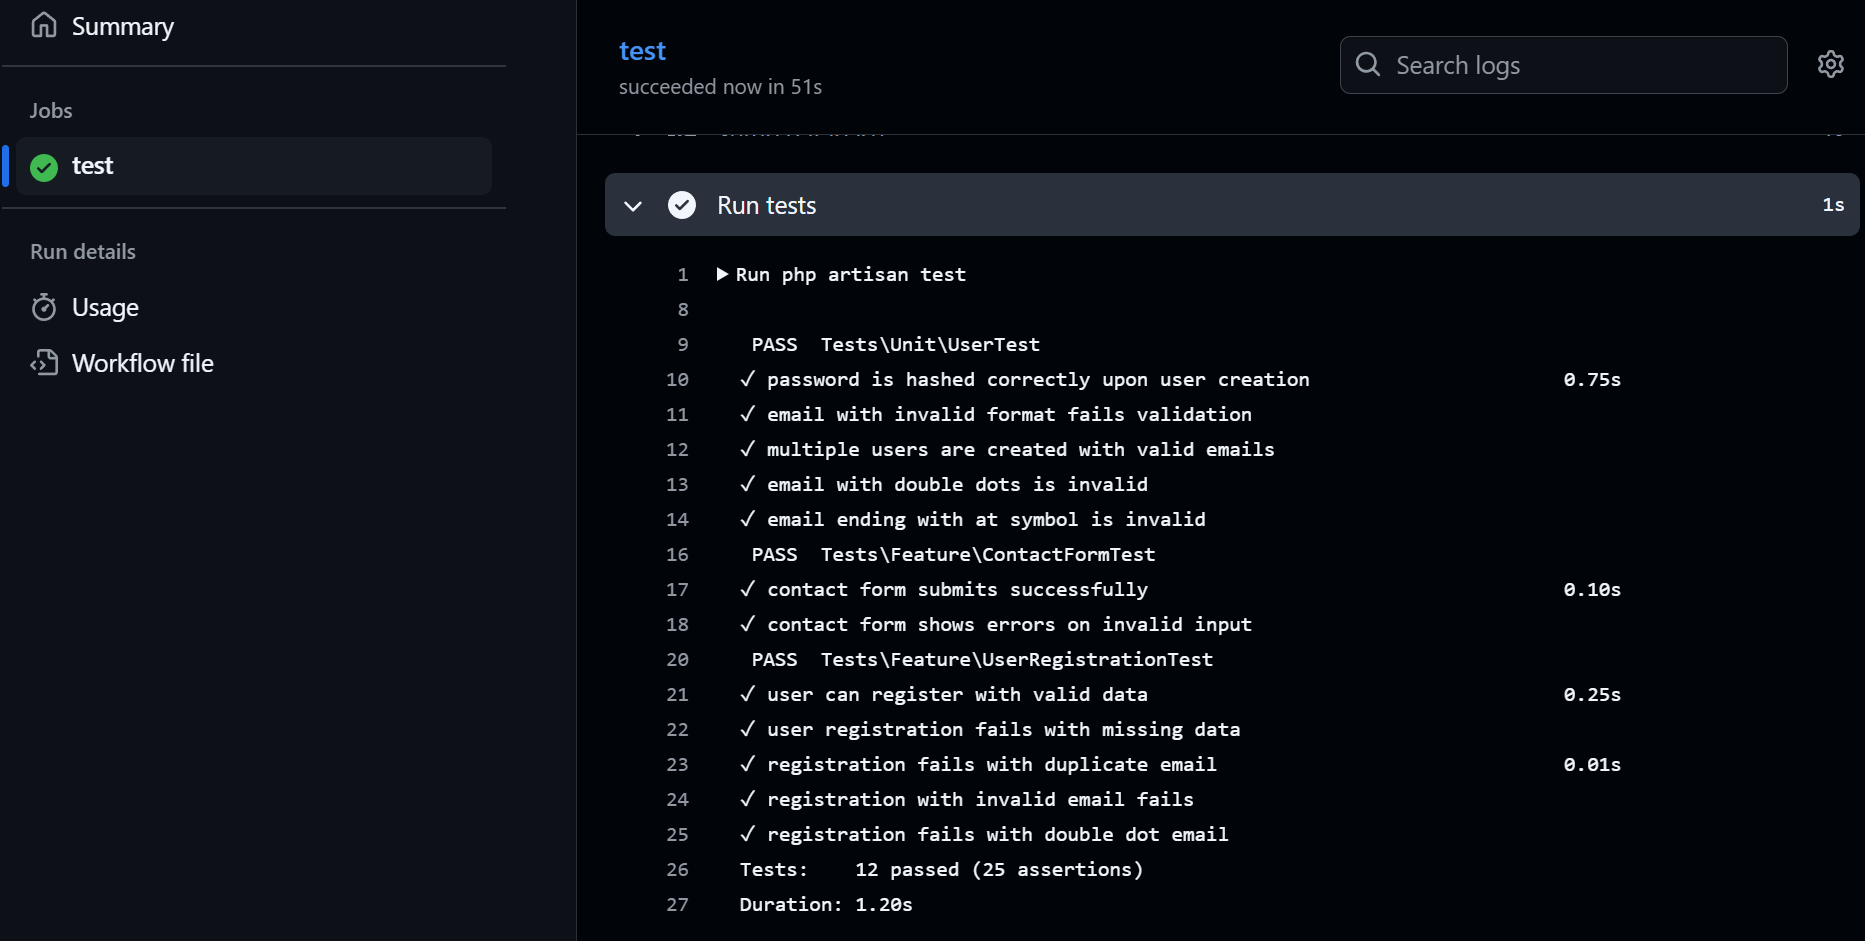 Summary
Jobs
test
Run details
Usage
Workflow file
test
succeeded now in 51s
Search logs
Run tests 1s
1 Run php artisan test
8
9 PASS Tests\Unit\UserTest
10 ✓ password is hashed correctly upon user creation 0.75s
11 ✓ email with invalid format fails validation
12 ✓ multiple users are created with valid emails
13 ✓ email with double dots is invalid
14 ✓ email ending with at symbol is invalid
16 PASS Tests\Feature\ContactFormTest
17 ✓ contact form submits successfully 0.10s
18 ✓ contact form shows errors on invalid input
20 PASS Tests\Feature\UserRegistrationTest
21 ✓ user can register with valid data 0.25s
22 ✓ user registration fails with missing data
23 ✓ registration fails with duplicate email 0.01s
24 ✓ registration with invalid email fails
25 ✓ registration fails with double dot email
26 Tests: 12 passed (25 assertions)
27 Duration: 1.20s